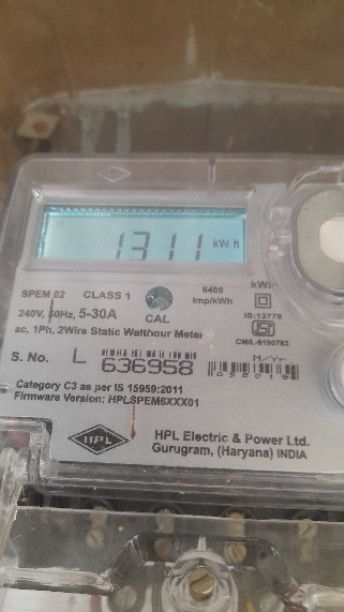 1311 kWh
SPEM 02 CLASS 1 6400 kWh
240V, 50Hz, 5-30A CAL Imp/kWh
IS:13779
ac, 1Ph, 2Wire Static Watthour Meter
CM/L-9190783
S. No. L 636958 M/Yr
Category C3 as per IS 15959:2011
Firmware Version: HPLSPEM6XXX01
HPL HPL Electric & Power Ltd.
Gurugram, (Haryana) INDIA